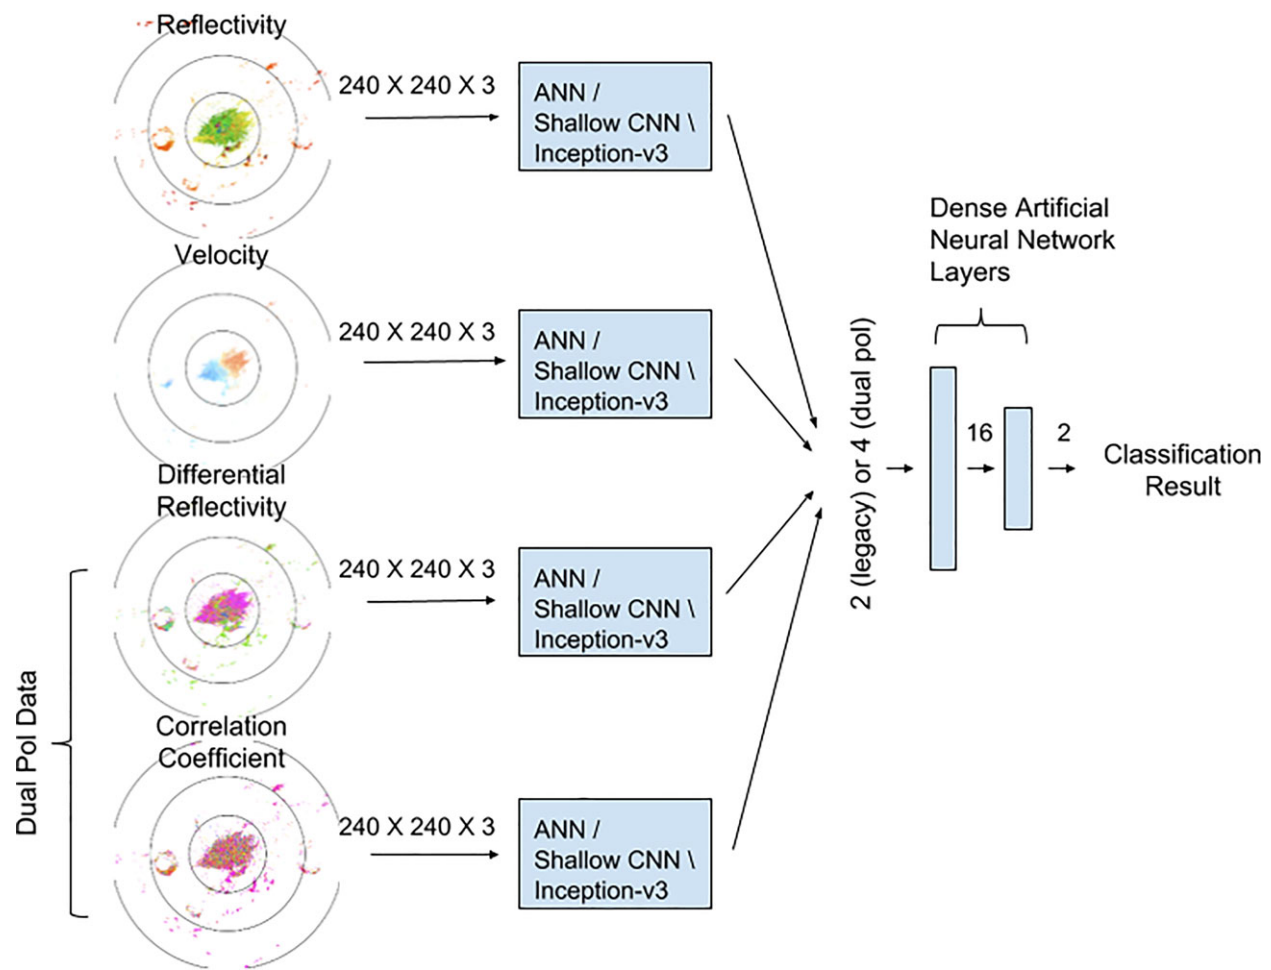 Reflectivity
240 X 240 X 3
ANN /
Shallow CNN \
Inception-v3
Velocity
240 X 240 X 3
ANN /
Shallow CNN \
Inception-v3
Differential
Reflectivity
240 X 240 X 3
ANN /
Shallow CNN \
Inception-v3
Correlation
Coefficient
240 X 240 X 3
ANN /
Shallow CNN \
Inception-v3
Dual Pol Data
2 (legacy) or 4 (dual pol)
Dense Artificial
Neural Network
Layers
16
2
Classification
Result